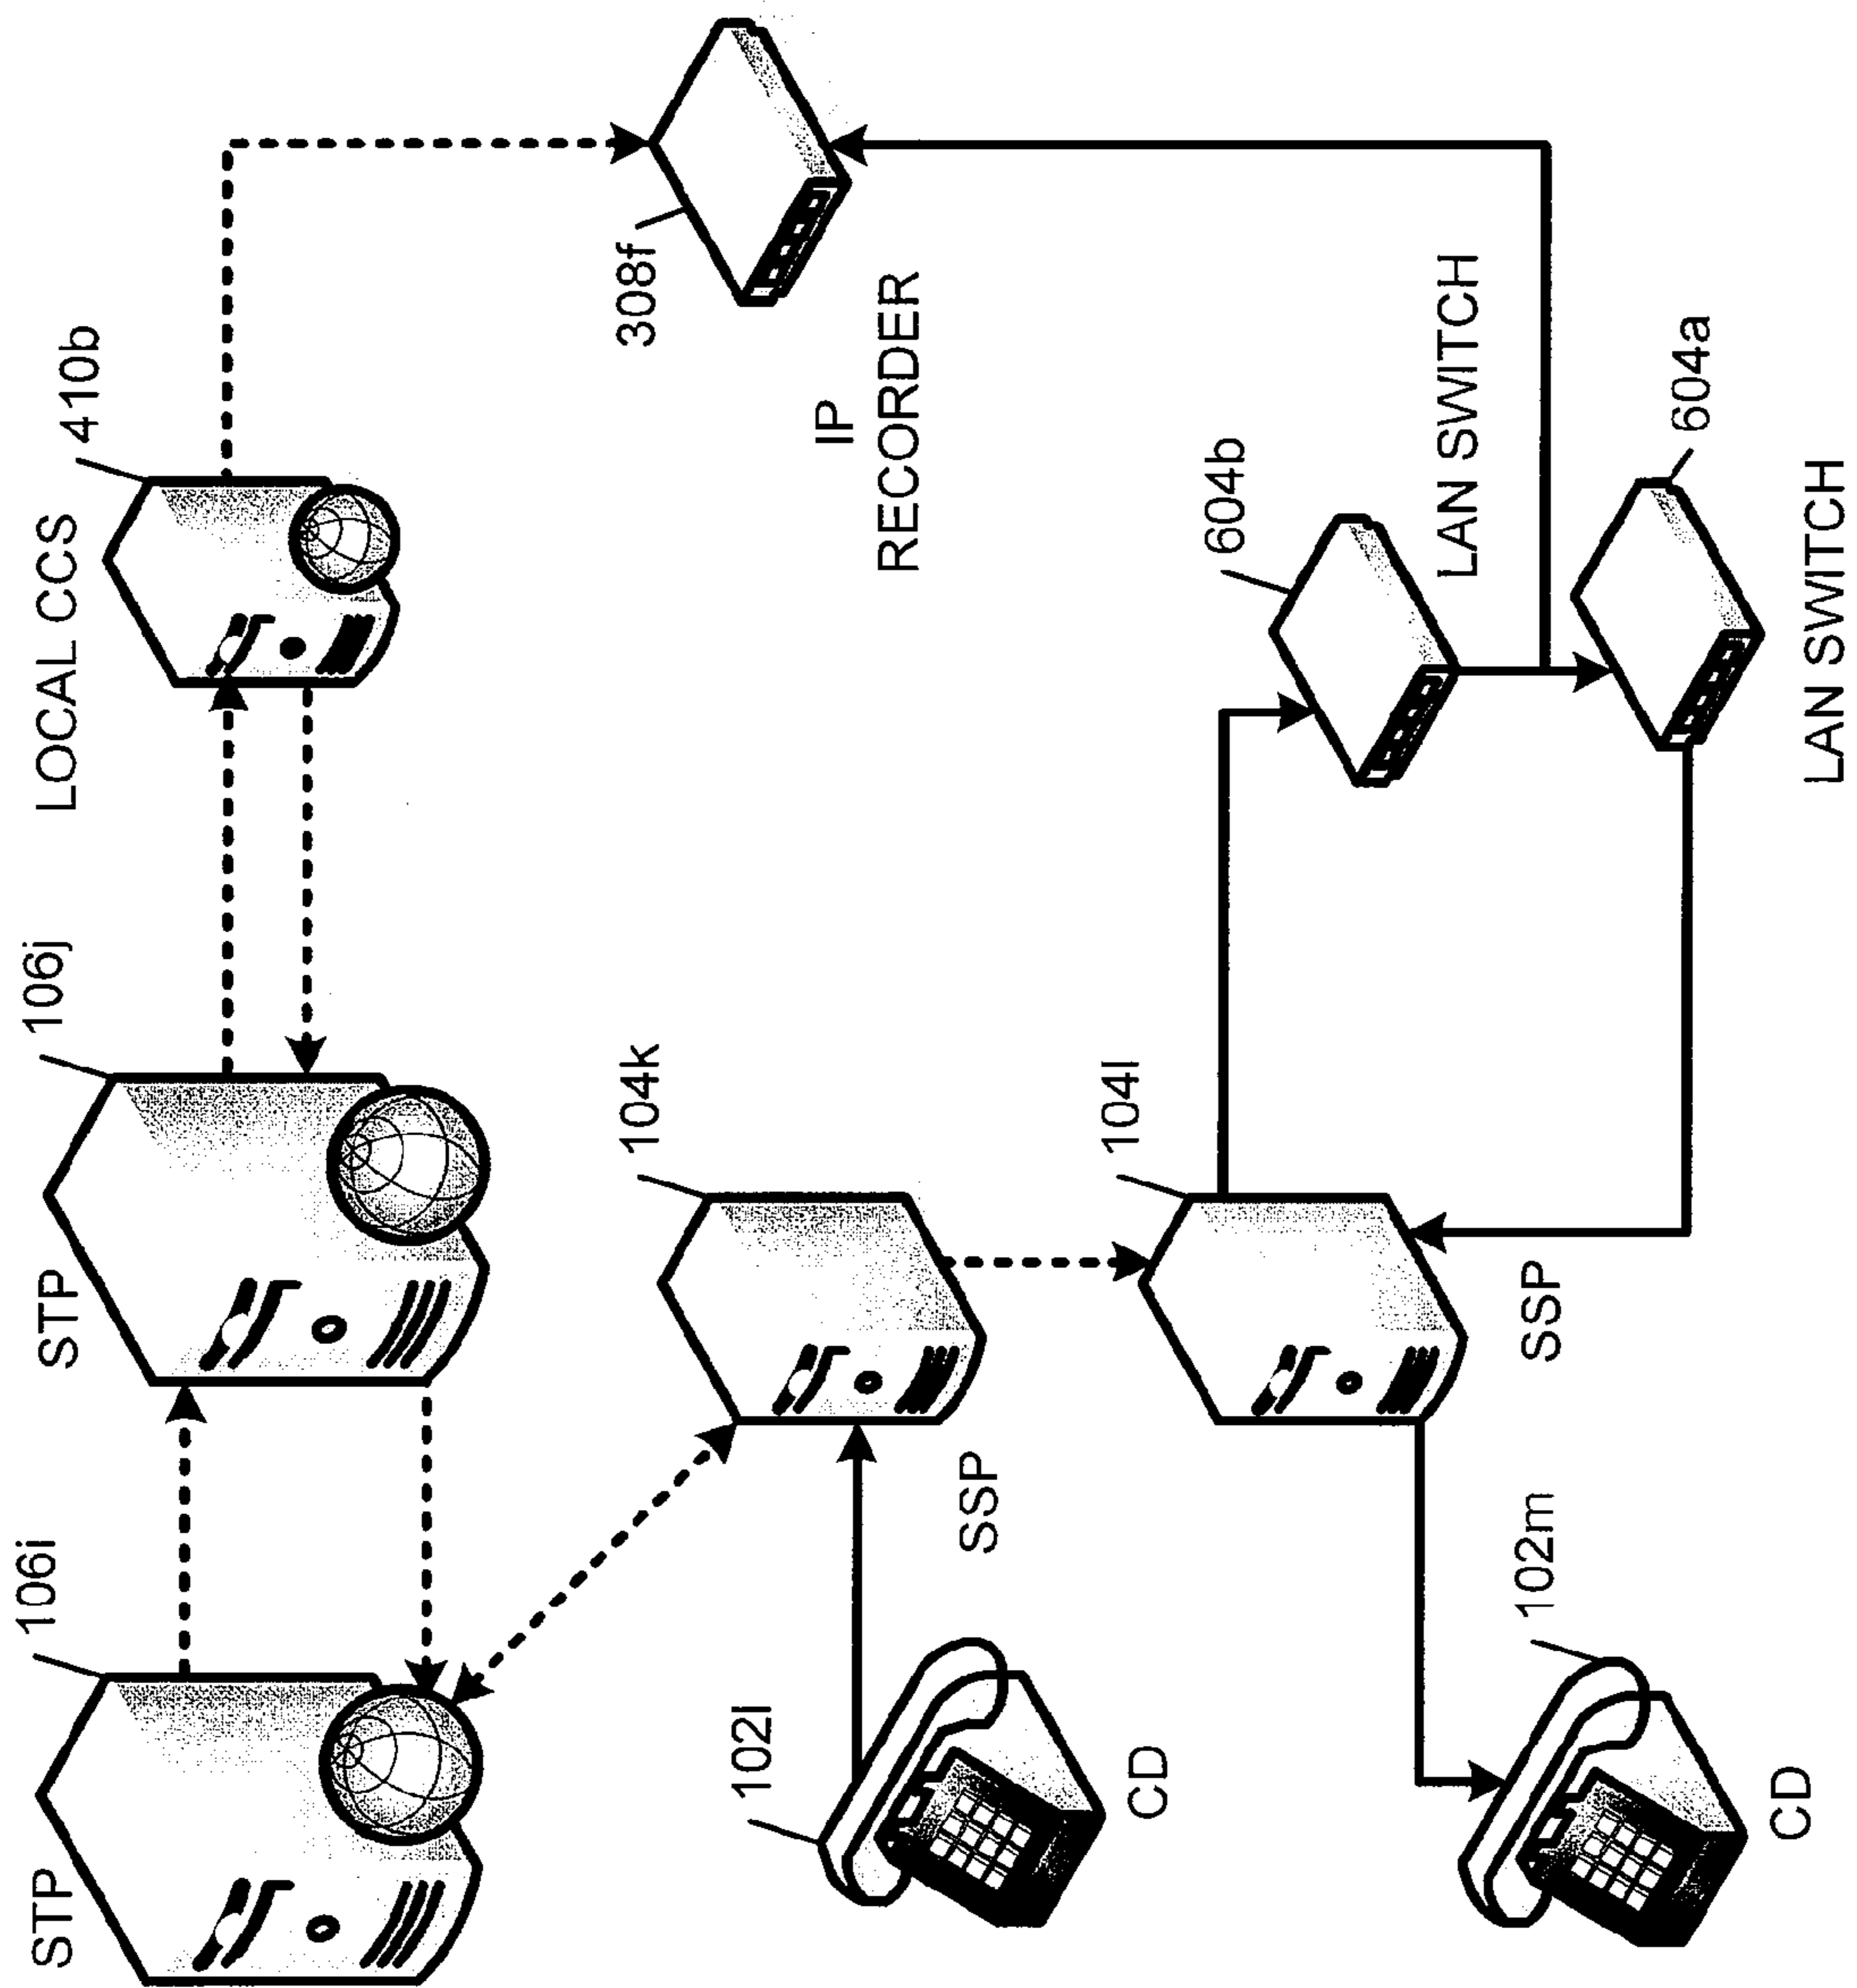 STP
106i
STP
106j
LOCAL CCS
410b
104k
308f
102l
IP
RECORDER
SSP
104l
CD
604b
LAN SWITCH
102m
SSP
604a
CD
LAN SWITCH